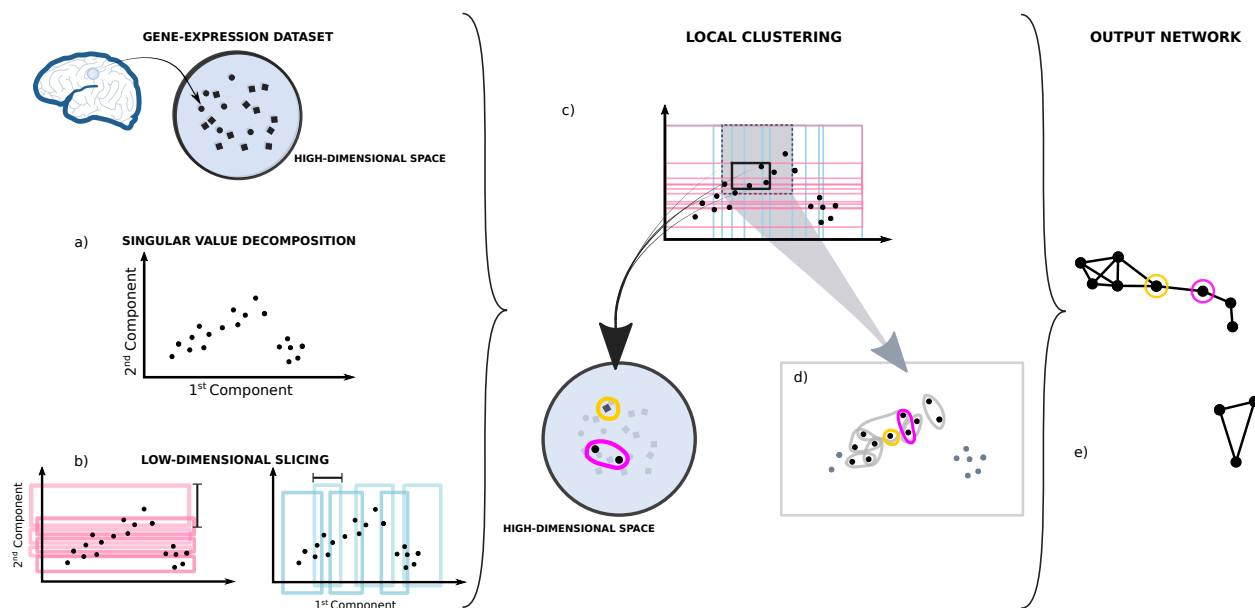 GENE-EXPRESSION DATASET
HIGH-DIMENSIONAL SPACE
a)
SINGULAR VALUE DECOMPOSITION
2nd Component
1st Component
b)
LOW-DIMENSIONAL SLICING
2nd Component
1st Component
LOCAL CLUSTERING
c)
HIGH-DIMENSIONAL SPACE
d)
OUTPUT NETWORK
e)